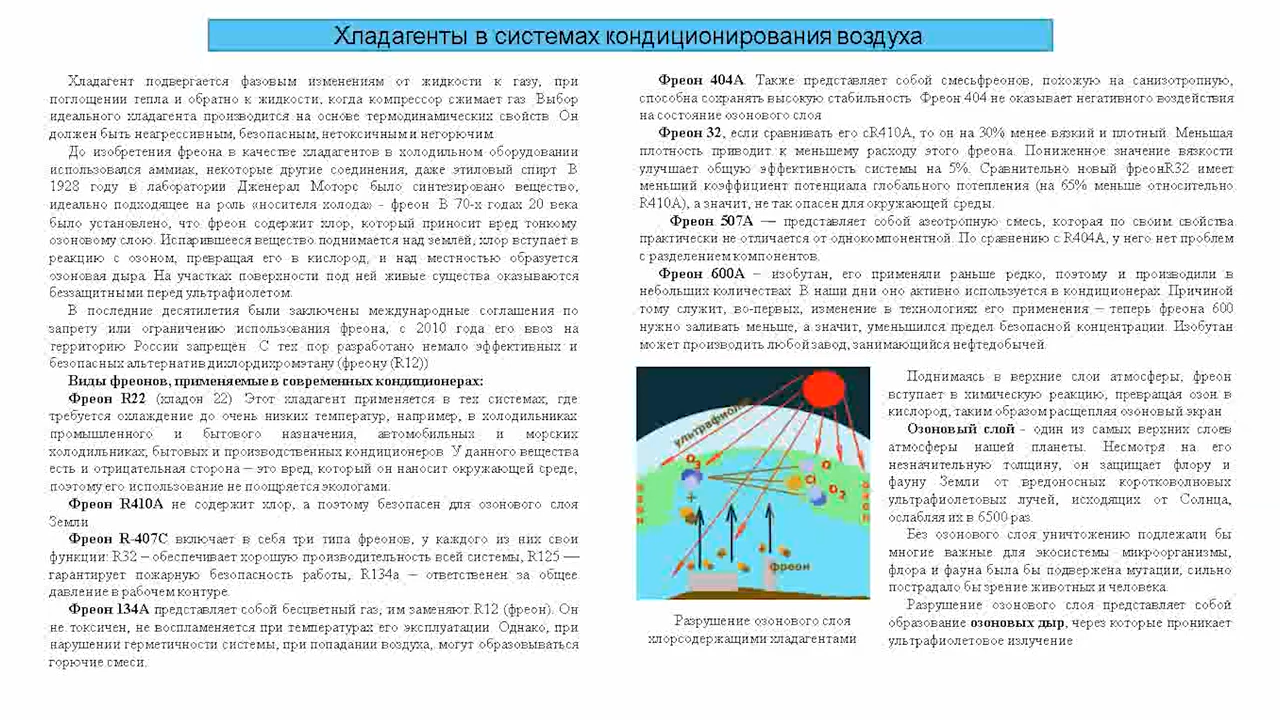 Хладагенты в системах кондиционирования воздуха
Хладагент подвергается фазовым изменениям от жидкости к газу, при
поглощении тепла и обратно к жидкости, когда компрессор сжимает газ. Выбор
идеального хладагента производится на основе термодинамических свойств. Он
должен быть неагрессивным, безопасным, нетоксичным и негорючим.
До изобретения фреона в качестве хладагентов в холодильном оборудовании
использовался аммиак, некоторые другие соединения, даже этиловый спирт. В
1928 году в лаборатории Дженерал Моторс было синтезировано вещество,
идеально подходящее на роль «носителя холода» - фреон. В 70-х годах 20 века
было установлено, что фреон содержит хлор, который приносит вред тонкому
озоновому слою. Испарившееся вещество поднимается над землей, хлор вступает в
реакцию с озоном, превращая его в кислород, и над местностью образуется
озоновая дыра. На участках поверхности под ней живые существа оказываются
беззащитными перед ультрафиолетом.
В последние десятилетия были заключены международные соглашения по
запрету или ограничению использования фреона, с 2010 года его ввоз на
территорию России запрещён. С тех пор разработано немало эффективных и
безопасных альтернатив дихлордихромэтану (фреону (R12))
Виды фреонов, применяемые в современных кондиционерах:
Фреон R22 (хладон 22). Этот хладагент применяется в тех системах, где
требуется охлаждение до очень низких температур, например, в холодильниках
промышленного и бытового назначения, автомобильных и морских
холодильниках, бытовых и производственных кондиционеров. У данного вещества
есть и отрицательная сторона – это вред, который он наносит окружающей среде,
поэтому его использование не поощряется экологами.
Фреон R410A не содержит хлор, а поэтому безопасен для озонового слоя
Земли.
Фреон R-407C включает в себя три типа фреонов, у каждого из них свои
функции: R32 – обеспечивает хорошую производительность всей системы, R125 —
гарантирует пожарную безопасность работы, R134a – ответственен за общее
давление в рабочем контуре.
Фреон 134А представляет собой бесцветный газ, им заменяют R12 (фреон). Он
не токсичен, не воспламеняется при температурах его эксплуатации. Однако, при
нарушении герметичности системы, при попадании воздуха, могут образовываться
горючие смеси.
Фреон 404А. Также представляет собой смесьфреонов, похожую на санизотропную,
способна сохранять высокую стабильность. Фреон 404 не оказывает негативного воздействия
на состояние озонового слоя.
Фреон 32, если сравнивать его сR410A, то он на 30% менее вязкий и плотный. Меньшая
плотность приводит к меньшему расходу этого фреона. Пониженное значение вязкости
улучшает общую эффективность системы на 5%. Сравнительно новый фреонR32 имеет
меньший коэффициент потенциала глобального потепления (на 65% меньше относительно
R410A), а значит, не так опасен для окружающей среды.
Фреон 507А — представляет собой азеотропную смесь, которая по своим свойства
практически не отличается от однокомпонентной. По сравнению с R404A, у него нет проблем
с разделением компонентов.
Фреон 600А – изобутан, его применяли раньше редко, поэтому и производили в
небольших количествах. В наши дни оно активно используется в кондиционерах. Причиной
тому служит, во-первых, изменение в технологиях его применения – теперь фреона 600
нужно заливать меньше, а значит, уменьшился предел безопасной концентрации. Изобутан
может производить любой завод, занимающийся нефтедобычей.
ультрафиолет
O3
O
Cl
O2
+
фреон
Разрушение озонового слоя
хлорсодержащими хладагентами
Поднимаясь в верхние слои атмосферы, фреон
вступает в химическую реакцию, превращая озон в
кислород, таким образом расщепляя озоновый экран.
Озоновый слой - один из самых верхних слоев
атмосферы нашей планеты. Несмотря на его
незначительную толщину, он защищает флору и
фауну Земли от вредоносных коротковолновых
ультрафиолетовых лучей, исходящих от Солнца,
ослабляя их в 6500 раз.
Без озонового слоя уничтожению подлежали бы
многие важные для экосистемы микроорганизмы,
флора и фауна была бы подвержена мутации, сильно
пострадало бы зрение животных и человека.
Разрушение озонового слоя представляет собой
образование озоновых дыр, через которые проникает
ультрафиолетовое излучение